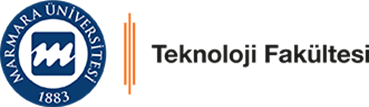 MARMARA ÜNİVERSİTESİ
m
1883
Teknoloji Fakültesi